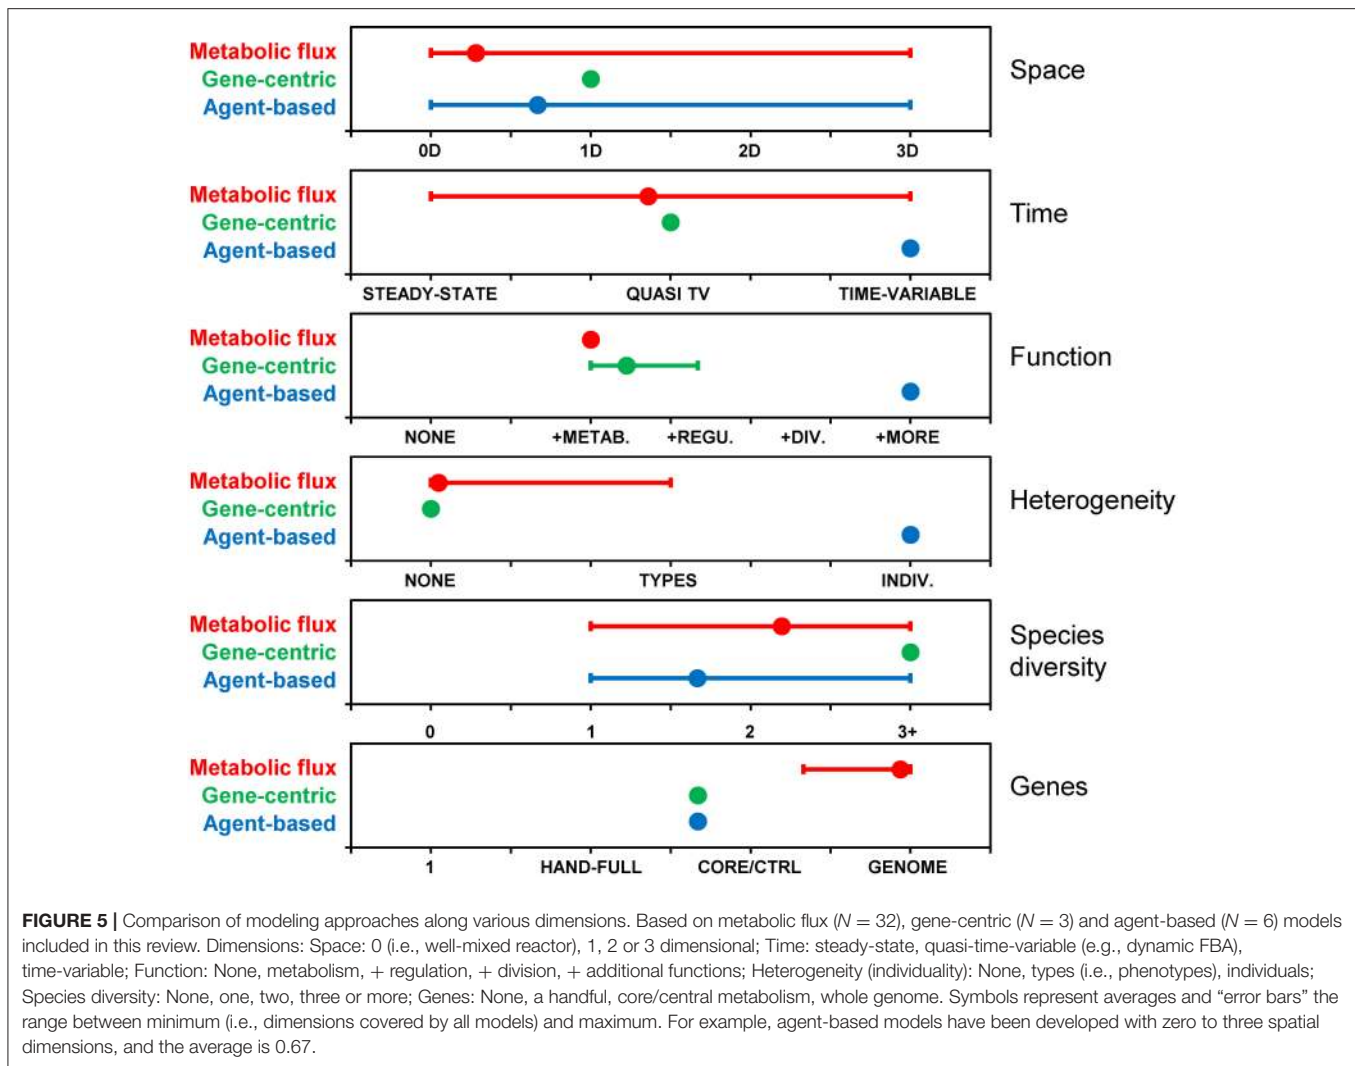 Metabolic flux
Gene-centric
Agent-based
Space
0D 1D 2D 3D
Metabolic flux
Gene-centric
Agent-based
Time
STEADY-STATE QUASI TV TIME-VARIABLE
Metabolic flux
Gene-centric
Agent-based
Function
NONE +METAB. +REGU. +DIV. +MORE
Metabolic flux
Gene-centric
Agent-based
Heterogeneity
NONE TYPES INDIV.
Metabolic flux
Gene-centric
Agent-based
Species
diversity
0 1 2 3+
Metabolic flux
Gene-centric
Agent-based
Genes
1 HAND-FULL CORE/CTRL GENOME
FIGURE 5 | Comparison of modeling approaches along various dimensions. Based on metabolic flux (N = 32), gene-centric (N = 3) and agent-based (N = 6) models
included in this review. Dimensions: Space: 0 (i.e., well-mixed reactor), 1, 2 or 3 dimensional; Time: steady-state, quasi-time-variable (e.g., dynamic FBA),
time-variable; Function: None, metabolism, + regulation, + division, + additional functions; Heterogeneity (individuality): None, types (i.e., phenotypes), individuals;
Species diversity: None, one, two, three or more; Genes: None, a handful, core/central metabolism, whole genome. Symbols represent averages and “error bars” the
range between minimum (i.e., dimensions covered by all models) and maximum. For example, agent-based models have been developed with zero to three spatial
dimensions, and the average is 0.67.